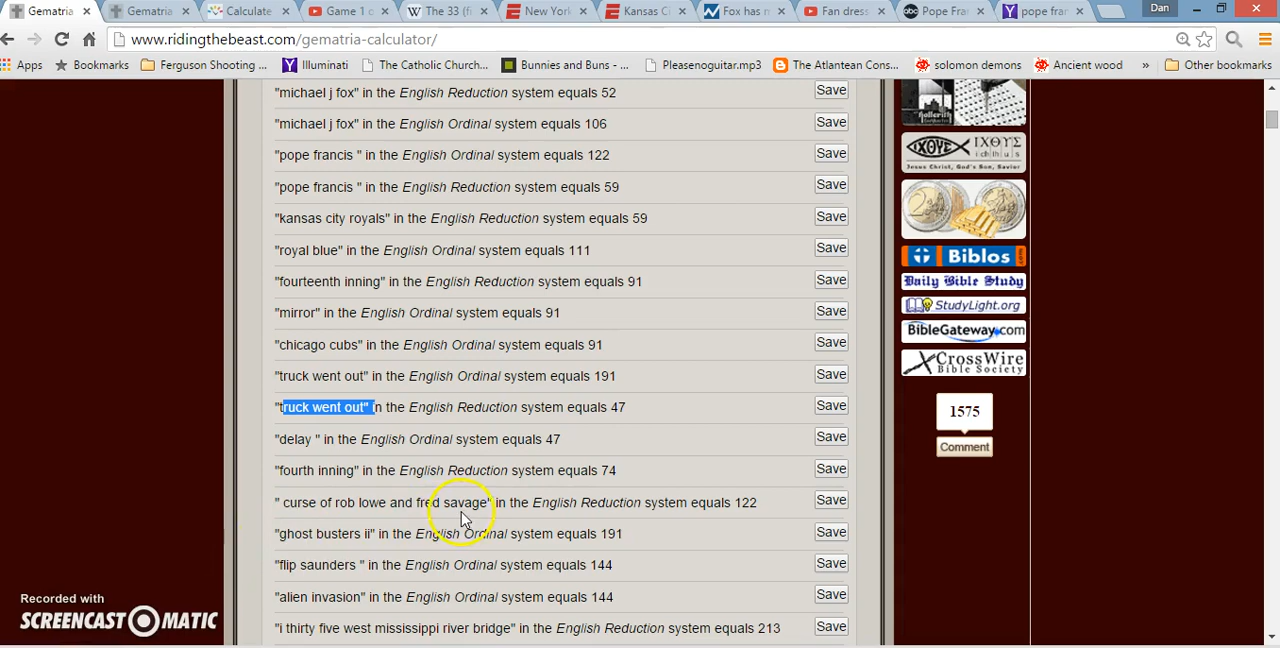 Gematria
Gematria
Calculate
Game 1 o
The 33 (fi
New York
Kansas Ci
Fox has m
Fan dress
Pope Fra
pope fran
Dan
www.ridingthebeast.com/gematria-calculator/
Apps
Bookmarks
Ferguson Shooting ...
Illuminati
The Catholic Church...
Bunnies and Buns - ...
Pleasenoguitar.mp3
The Atlantean Cons...
solomon demons
Ancient wood
»
Other bookmarks
"michael j fox" in the English Reduction system equals 52 Save
"michael j fox" in the English Ordinal system equals 106 Save
"pope francis " in the English Ordinal system equals 122 Save
"pope francis " in the English Reduction system equals 59 Save
"kansas city royals" in the English Reduction system equals 59 Save
"royal blue" in the English Ordinal system equals 111 Save
"fourteenth inning" in the English Reduction system equals 91 Save
"mirror" in the English Ordinal system equals 91 Save
"chicago cubs" in the English Ordinal system equals 91 Save
"truck went out" in the English Ordinal system equals 191 Save
"truck went out" in the English Reduction system equals 47 Save
"delay " in the English Ordinal system equals 47 Save
"fourth inning" in the English Reduction system equals 74 Save
" curse of rob lowe and fred savage" in the English Reduction system equals 122 Save
"ghost busters ii" in the English Ordinal system equals 191 Save
"flip saunders " in the English Ordinal system equals 144 Save
"alien invasion" in the English Ordinal system equals 144 Save
"i thirty five west mississippi river bridge" in the English Reduction system equals 213 Save
hollerith
ΙΧΘΥΣ
ΙΧΘΥΣ
ichthus
Jesus Christ, God's Son, Savior
Biblos
.com
Daily Bible Study
StudyLight.org
BibleGateway.com
CrossWire
Bible Society
1575
Comment
Recorded with
SCREENCAST MATIC